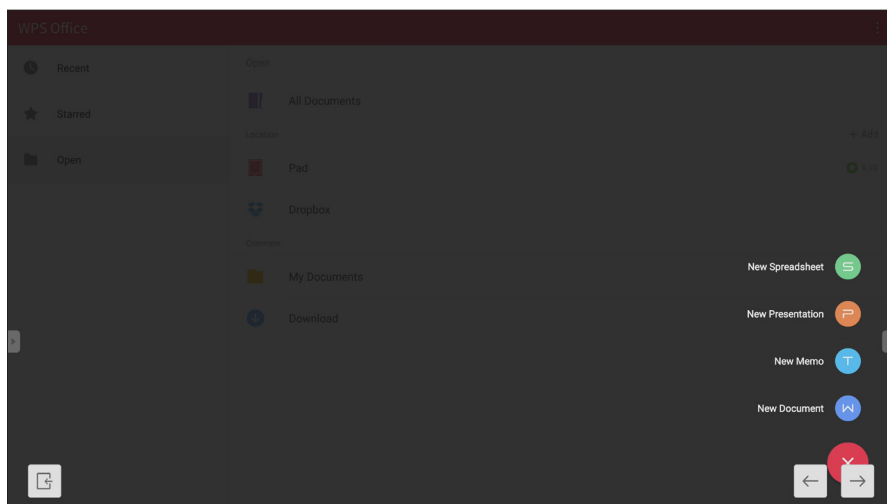 WPS Office
Recent
Starred
Open
Open
All Documents
Location
+ Add
Pad
Dropbox
Common
My Documents
Download
New Spreadsheet
S
New Presentation
P
New Memo
T
New Document
W